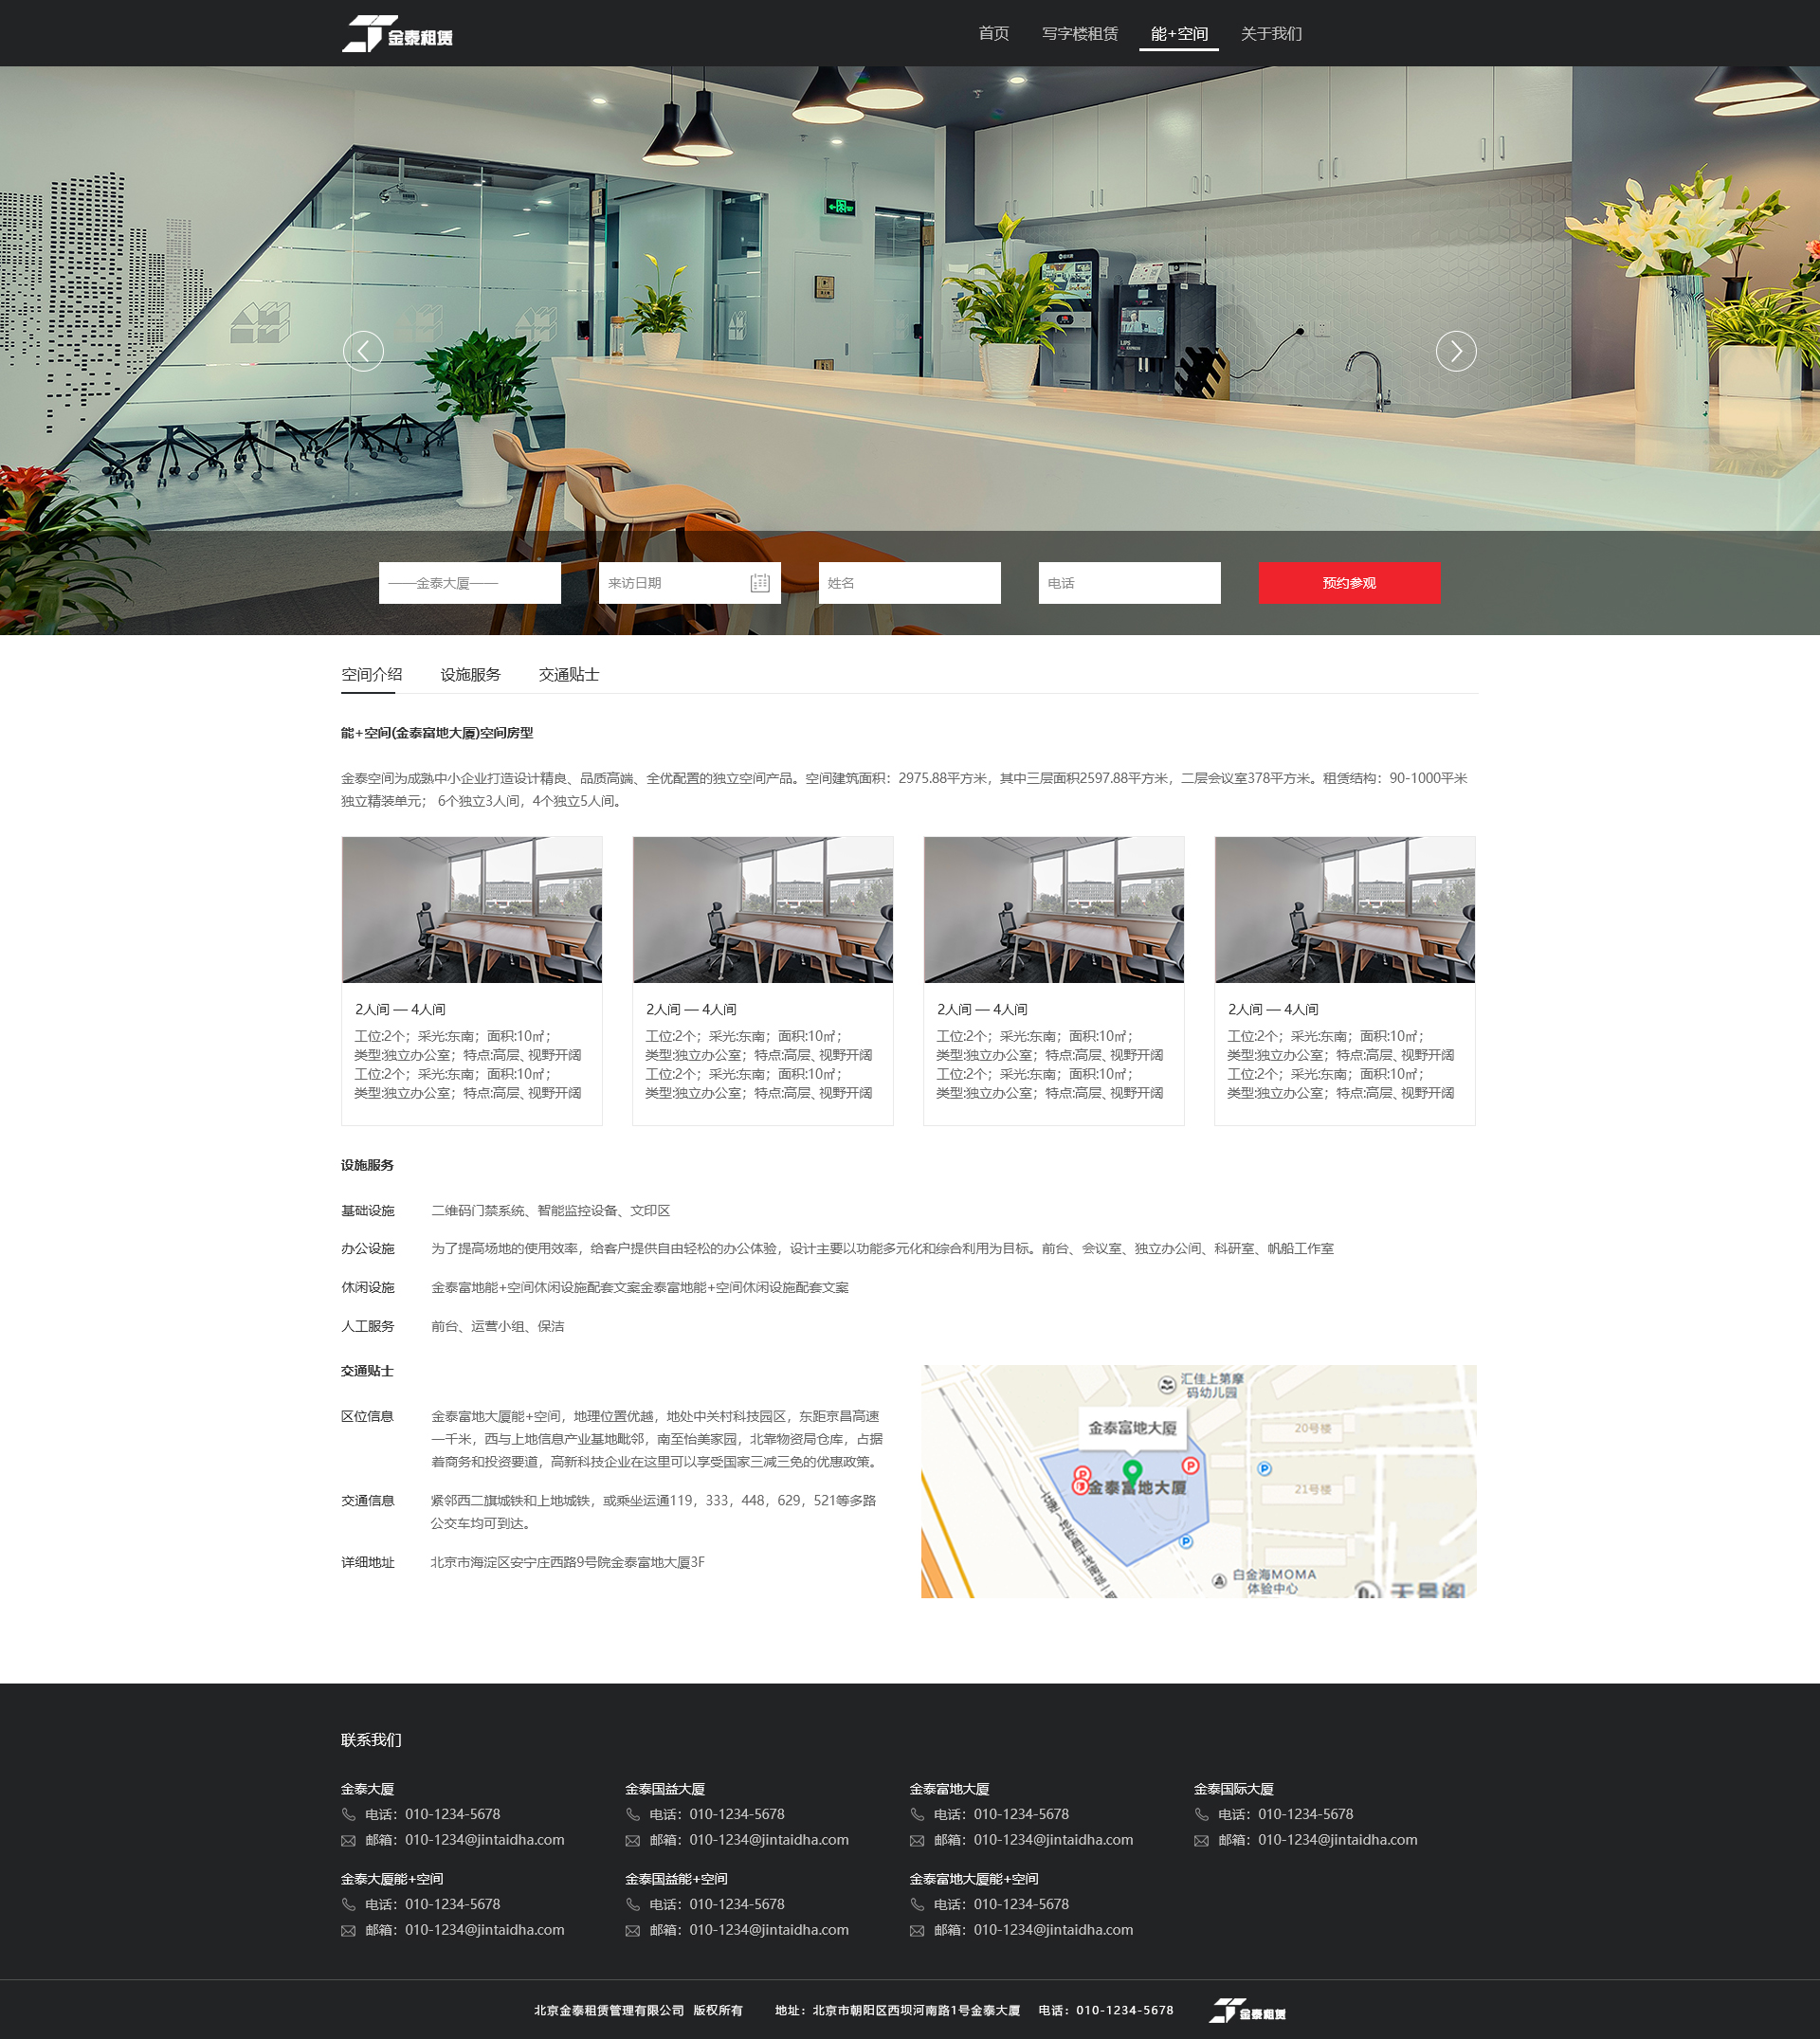 金泰租赁
首页 写字楼租赁 能+空间 关于我们
——金泰大厦—— 来访日期 姓名 电话 预约参观
空间介绍 设施服务 交通贴士
能+空间(金泰富地大厦)空间房型
金泰空间为成熟中小企业打造设计精良、品质高端、全优配置的独立空间产品。空间建筑面积：2975.88平方米，其中三层面积2597.88平方米，二层会议室378平方米。租赁结构：90-1000平米
独立精装单元； 6个独立3人间，4个独立5人间。
2人间 — 4人间
工位:2个；采光:东南；面积:10㎡；
类型:独立办公室；特点:高层、视野开阔
工位:2个；采光:东南；面积:10㎡；
类型:独立办公室；特点:高层、视野开阔
2人间 — 4人间
工位:2个；采光:东南；面积:10㎡；
类型:独立办公室；特点:高层、视野开阔
工位:2个；采光:东南；面积:10㎡；
类型:独立办公室；特点:高层、视野开阔
2人间 — 4人间
工位:2个；采光:东南；面积:10㎡；
类型:独立办公室；特点:高层、视野开阔
工位:2个；采光:东南；面积:10㎡；
类型:独立办公室；特点:高层、视野开阔
2人间 — 4人间
工位:2个；采光:东南；面积:10㎡；
类型:独立办公室；特点:高层、视野开阔
工位:2个；采光:东南；面积:10㎡；
类型:独立办公室；特点:高层、视野开阔
设施服务
基础设施 二维码门禁系统、智能监控设备、文印区
办公设施 为了提高场地的使用效率，给客户提供自由轻松的办公体验，设计主要以功能多元化和综合利用为目标。前台、会议室、独立办公间、科研室、帆船工作室
休闲设施 金泰富地能+空间休闲设施配套文案金泰富地能+空间休闲设施配套文案
人工服务 前台、运营小组、保洁
交通贴士
区位信息 金泰富地大厦能+空间，地理位置优越，地处中关村科技园区，东距京昌高速
一千米，西与上地信息产业基地毗邻，南至怡美家园，北靠物资局仓库，占据
着商务和投资要道，高新科技企业在这里可以享受国家三减三免的优惠政策。
交通信息 紧邻西二旗城铁和上地城铁，或乘坐运通119，333，448，629，521等多路
公交车均可到达。
详细地址 北京市海淀区安宁庄西路9号院金泰富地大厦3F
汇佳上第摩
码幼儿园
金泰富地大厦
20号楼
P P P
金泰富地大厦
21号楼
P
白金海MOMA
体验中心
天景阁
联系我们
金泰大厦
电话：010-1234-5678
邮箱：010-1234@jintaidha.com
金泰国益大厦
电话：010-1234-5678
邮箱：010-1234@jintaidha.com
金泰富地大厦
电话：010-1234-5678
邮箱：010-1234@jintaidha.com
金泰国际大厦
电话：010-1234-5678
邮箱：010-1234@jintaidha.com
金泰大厦能+空间
电话：010-1234-5678
邮箱：010-1234@jintaidha.com
金泰国益能+空间
电话：010-1234-5678
邮箱：010-1234@jintaidha.com
金泰富地大厦能+空间
电话：010-1234-5678
邮箱：010-1234@jintaidha.com
北京金泰租赁管理有限公司 版权所有 地址：北京市朝阳区西坝河南路1号金泰大厦 电话：010-1234-5678 金泰租赁